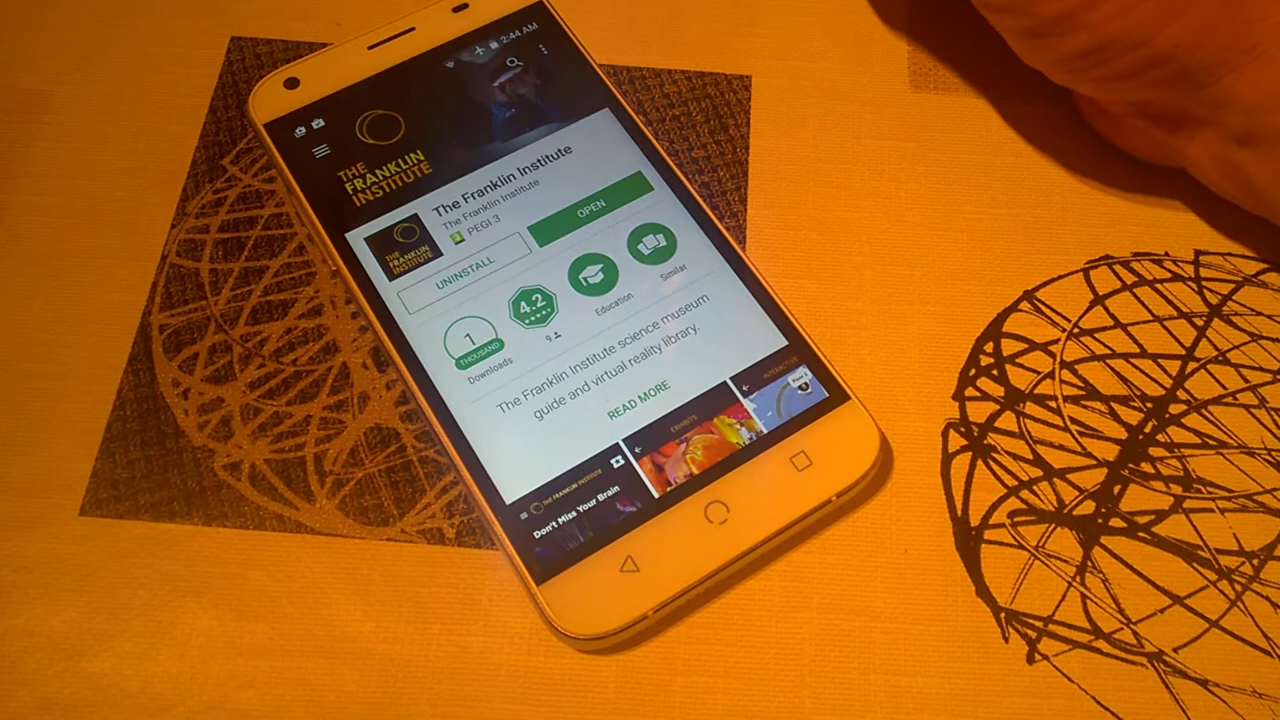 2:44 AM
THE
FRANKLIN
INSTITUTE
The Franklin Institute
The Franklin Institute
3 PEGI 3
THE
FRANKLIN
INSTITUTE
UNINSTALL
OPEN
1
THOUSAND
Downloads
4.2
9
Education
Similar
The Franklin Institute science museum
guide and virtual reality library.
READ MORE
THE FRANKLIN INSTITUTE
Don't Miss Your Brain
EXHIBITS
INTERACTIVE